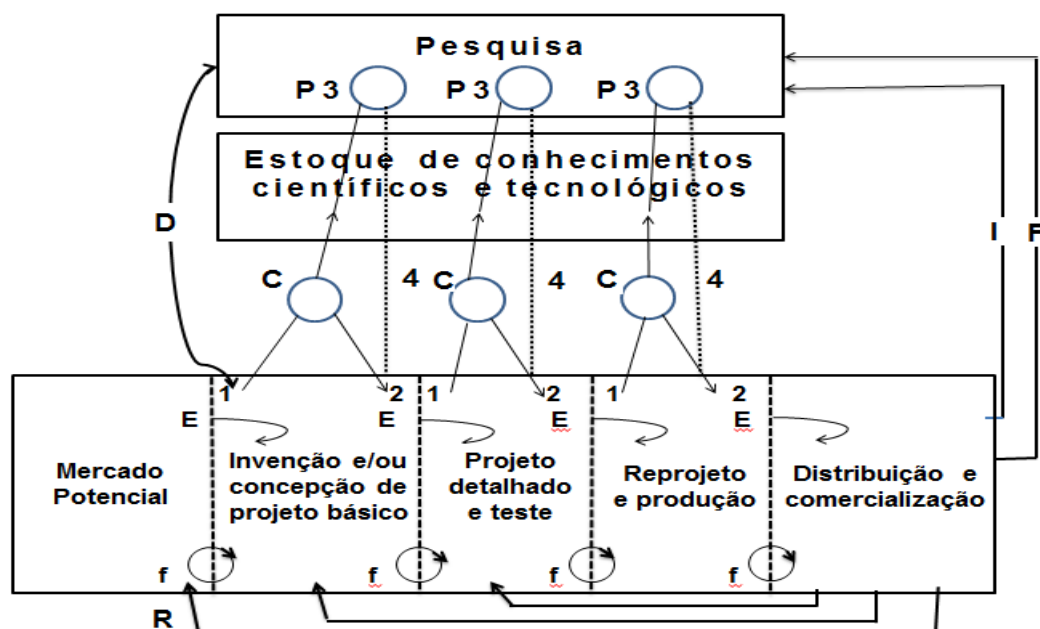 Pesquisa
P 3 P 3 P 3
Estoque de conhecimentos
científicos e tecnológicos
D I F
C 4 C 4 C 4
1 2 1 2 1 2
E E E E
Mercado
Potencial
Invenção e/ou
concepção de
projeto básico
Projeto
detalhado
e teste
Reprojeto
e produção
Distribuição e
comercialização
f f f f
R